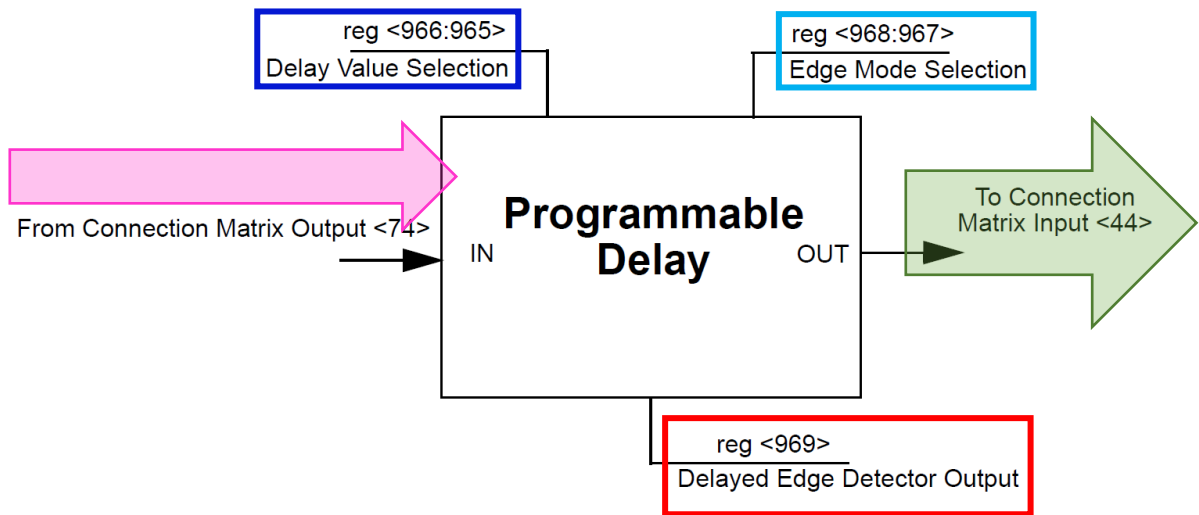 reg <966:965>
Delay Value Selection
reg <968:967>
Edge Mode Selection
From Connection Matrix Output <74>
IN
Programmable
Delay
OUT
To Connection
Matrix Input <44>
reg <969>
Delayed Edge Detector Output